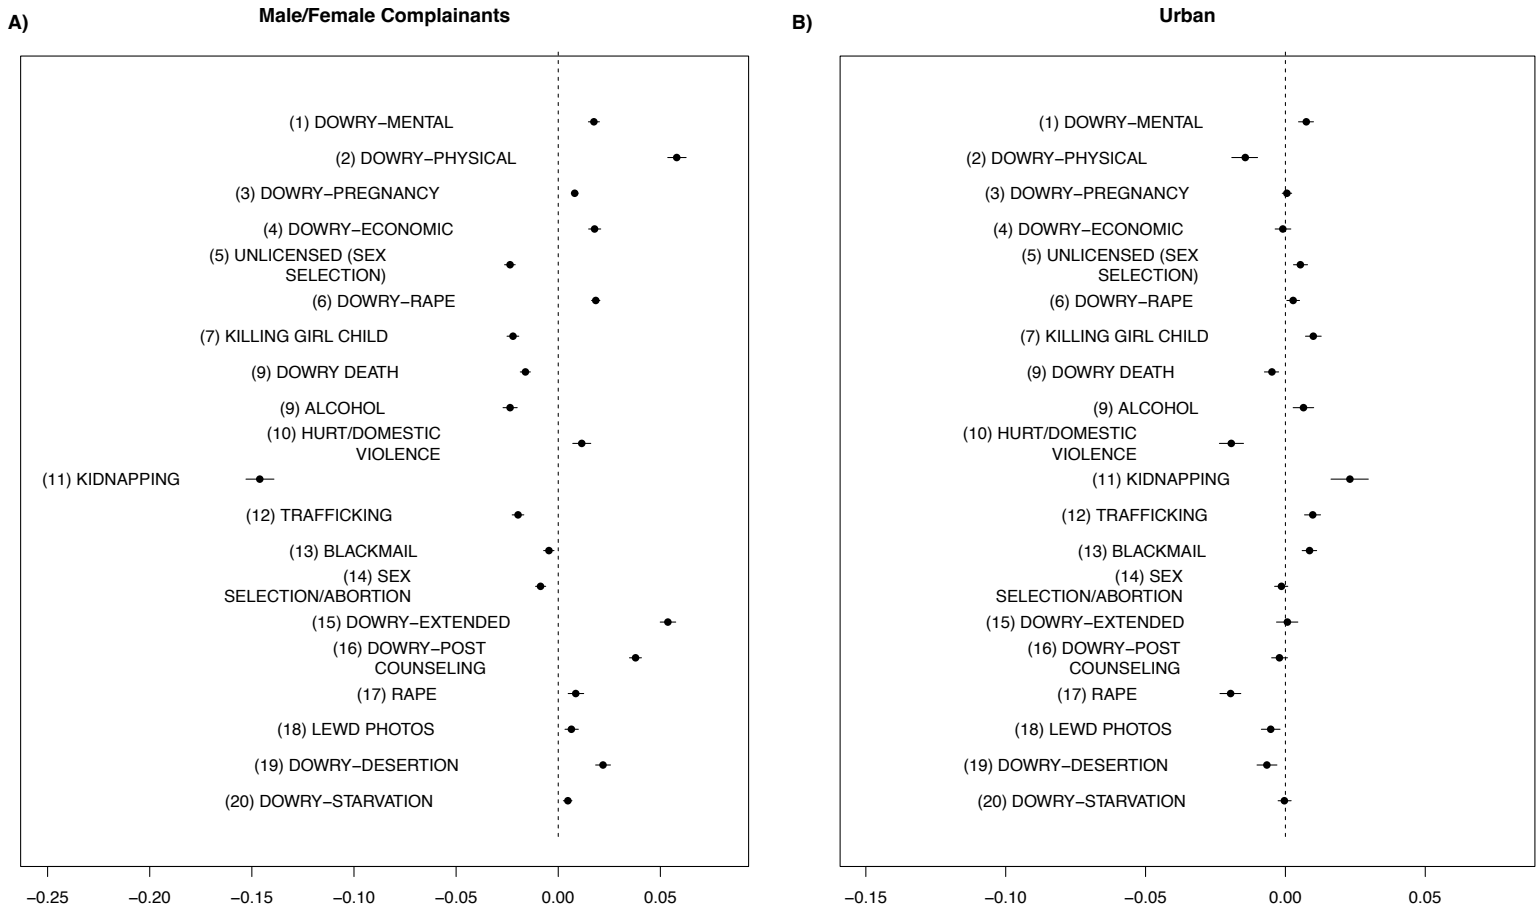 A)
Male/Female Complainants
(1) DOWRY−MENTAL
(2) DOWRY−PHYSICAL
(3) DOWRY−PREGNANCY
(4) DOWRY−ECONOMIC
(5) UNLICENSED (SEX
SELECTION)
(6) DOWRY−RAPE
(7) KILLING GIRL CHILD
(9) DOWRY DEATH
(9) ALCOHOL
(10) HURT/DOMESTIC
VIOLENCE
(11) KIDNAPPING
(12) TRAFFICKING
(13) BLACKMAIL
(14) SEX
SELECTION/ABORTION
(15) DOWRY−EXTENDED
(16) DOWRY−POST
COUNSELING
(17) RAPE
(18) LEWD PHOTOS
(19) DOWRY−DESERTION
(20) DOWRY−STARVATION
−0.25 −0.20 −0.15 −0.10 −0.05 0.00 0.05
B)
Urban
(1) DOWRY−MENTAL
(2) DOWRY−PHYSICAL
(3) DOWRY−PREGNANCY
(4) DOWRY−ECONOMIC
(5) UNLICENSED (SEX
SELECTION)
(6) DOWRY−RAPE
(7) KILLING GIRL CHILD
(9) DOWRY DEATH
(9) ALCOHOL
(10) HURT/DOMESTIC
VIOLENCE
(11) KIDNAPPING
(12) TRAFFICKING
(13) BLACKMAIL
(14) SEX
SELECTION/ABORTION
(15) DOWRY−EXTENDED
(16) DOWRY−POST
COUNSELING
(17) RAPE
(18) LEWD PHOTOS
(19) DOWRY−DESERTION
(20) DOWRY−STARVATION
−0.15 −0.10 −0.05 0.00 0.05